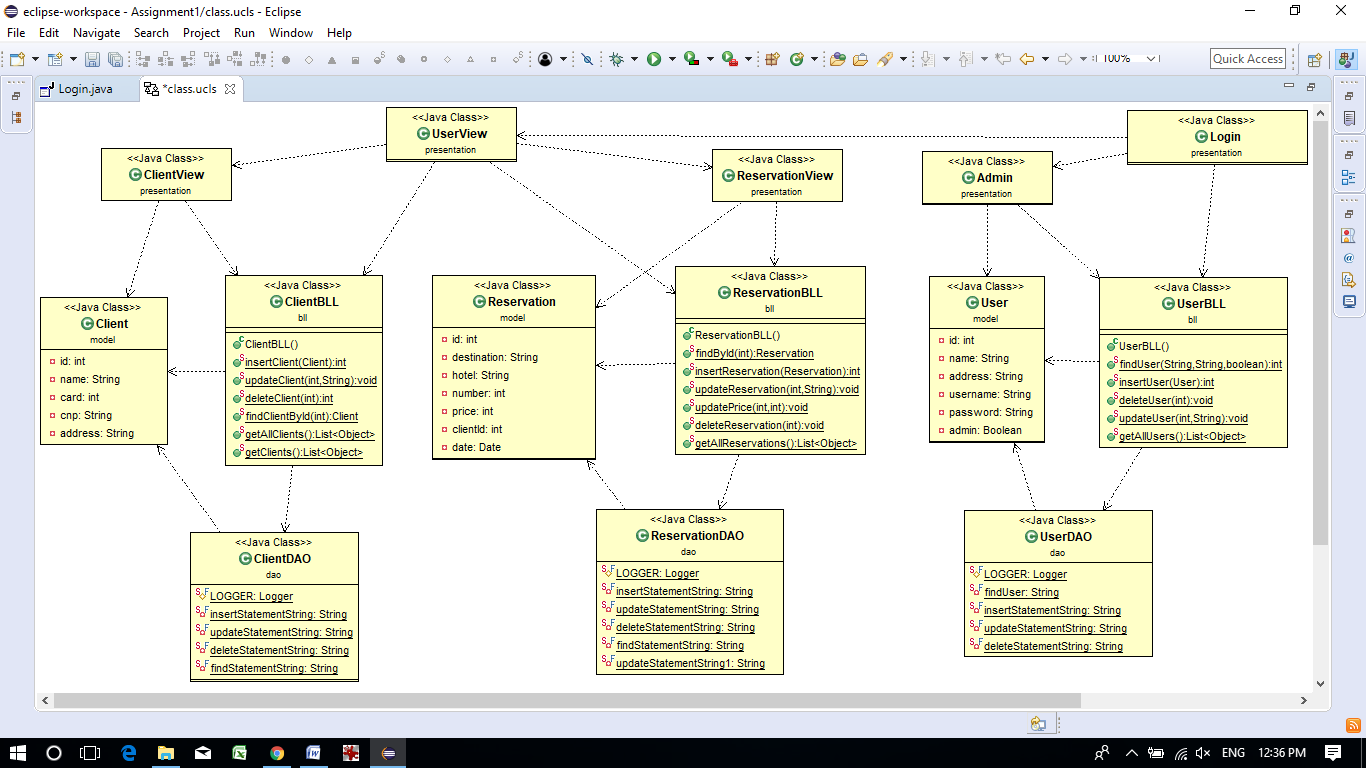 eclipse-workspace - Assignment1/class.ucls - Eclipse
File Edit Navigate Search Project Run Window Help
100% Quick Access
Login.java *class.ucls
<<Java Class>>
UserView
presentation
<<Java Class>>
Login
presentation
<<Java Class>>
ClientView
presentation
<<Java Class>>
ReservationView
presentation
<<Java Class>>
Admin
presentation
<<Java Class>>
Client
model
id: int
name: String
card: int
cnp: String
address: String
<<Java Class>>
ClientBLL
bll
ClientBLL()
insertClient(Client):int
updateClient(int,String):void
deleteClient(int):int
findClientById(int):Client
getAllClients():List<Object>
getClients():List<Object>
<<Java Class>>
Reservation
model
id: int
destination: String
hotel: String
number: int
price: int
clientId: int
date: Date
<<Java Class>>
ReservationBLL
bll
ReservationBLL()
findById(int):Reservation
insertReservation(Reservation):int
updateReservation(int,String):void
updatePrice(int,int):void
deleteReservation(int):void
getAllReservations():List<Object>
<<Java Class>>
User
model
id: int
name: String
address: String
username: String
password: String
admin: Boolean
<<Java Class>>
UserBLL
bll
UserBLL()
findUser(String,String,boolean):int
insertUser(User):int
deleteUser(int):void
updateUser(int,String):void
getAllUsers():List<Object>
<<Java Class>>
ClientDAO
dao
LOGGER: Logger
insertStatementString: String
updateStatementString: String
deleteStatementString: String
findStatementString: String
<<Java Class>>
ReservationDAO
dao
LOGGER: Logger
insertStatementString: String
updateStatementString: String
deleteStatementString: String
findStatementString: String
updateStatementString1: String
<<Java Class>>
UserDAO
dao
LOGGER: Logger
findUser: String
insertStatementString: String
updateStatementString: String
deleteStatementString: String
ENG 12:36 PM